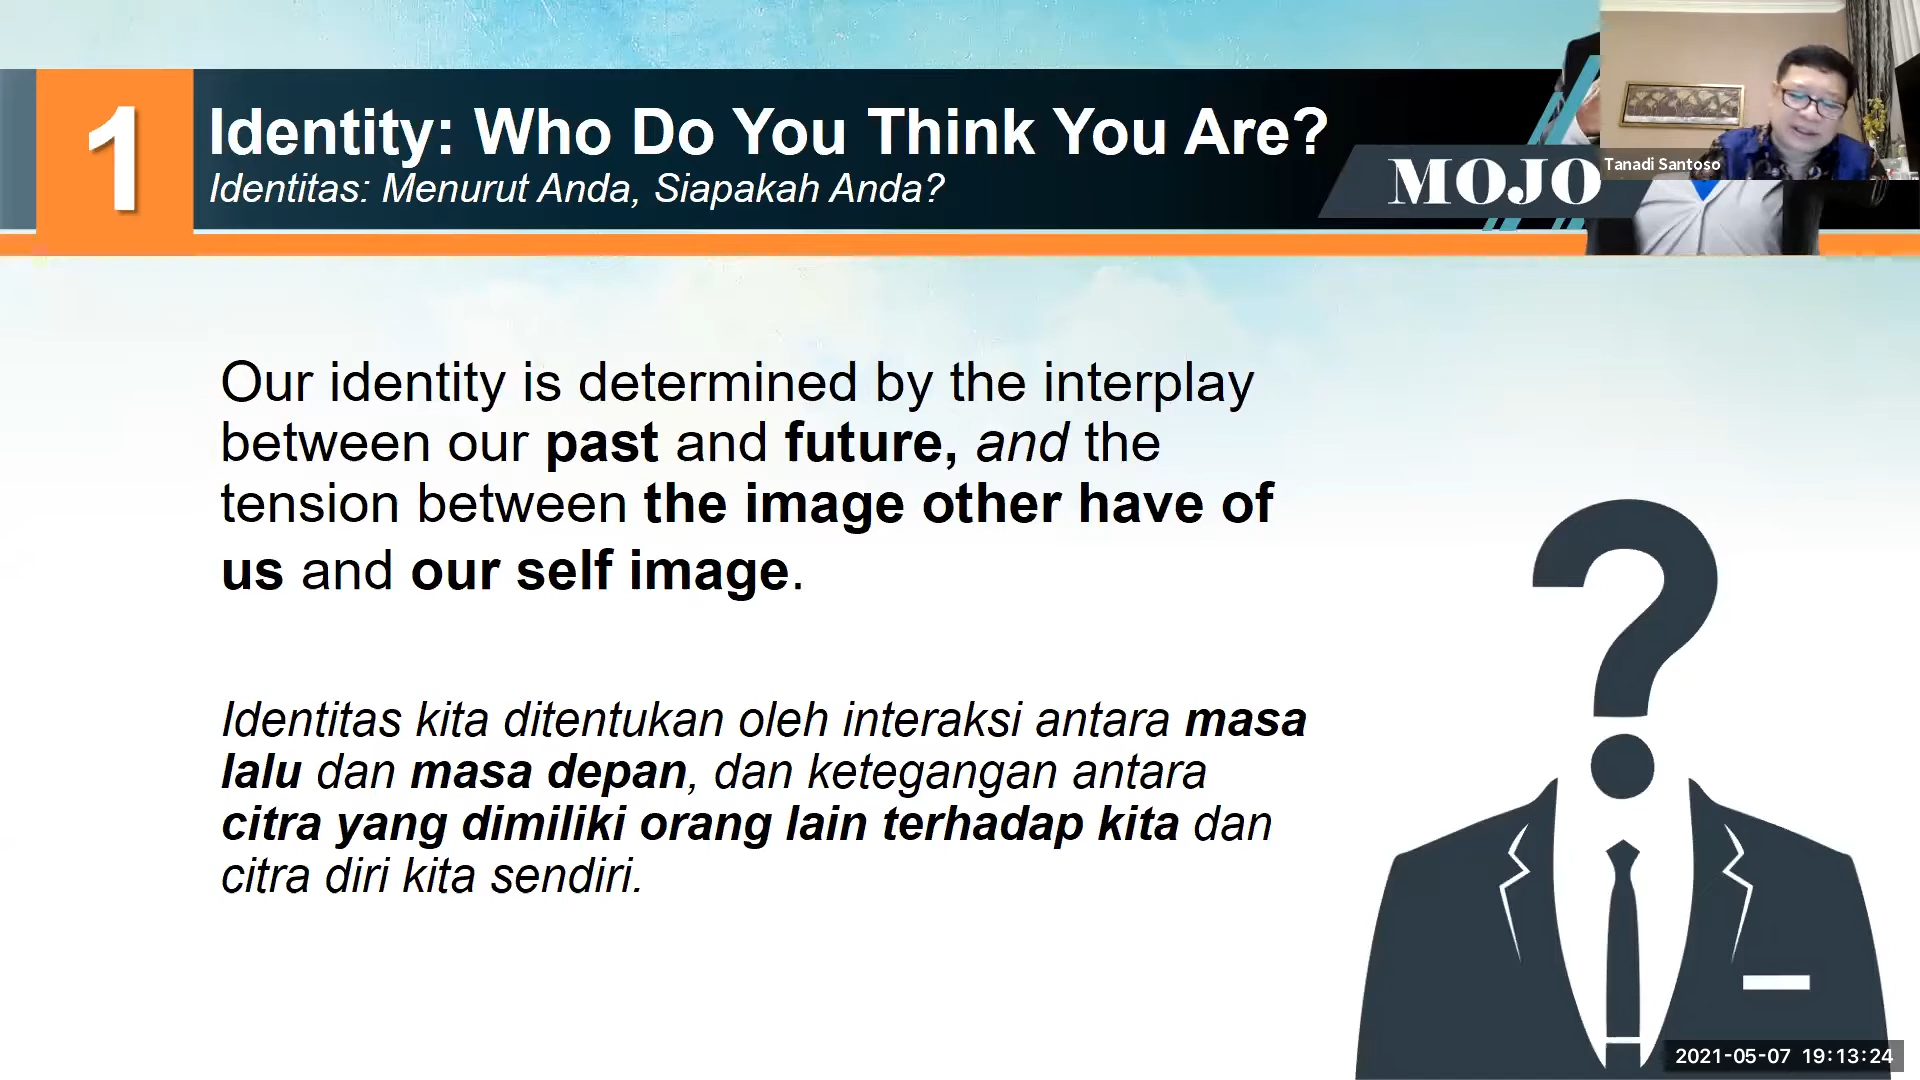 1
Identity: Who Do You Think You Are?
Identitas: Menurut Anda, Siapakah Anda?
MOJO
Tanadi Santoso
Our identity is determined by the interplay
between our past and future, and the
tension between the image other have of
us and our self image.
Identitas kita ditentukan oleh interaksi antara masa
lalu dan masa depan, dan ketegangan antara
citra yang dimiliki orang lain terhadap kita dan
citra diri kita sendiri.
?
2021-05-07 19:13:24